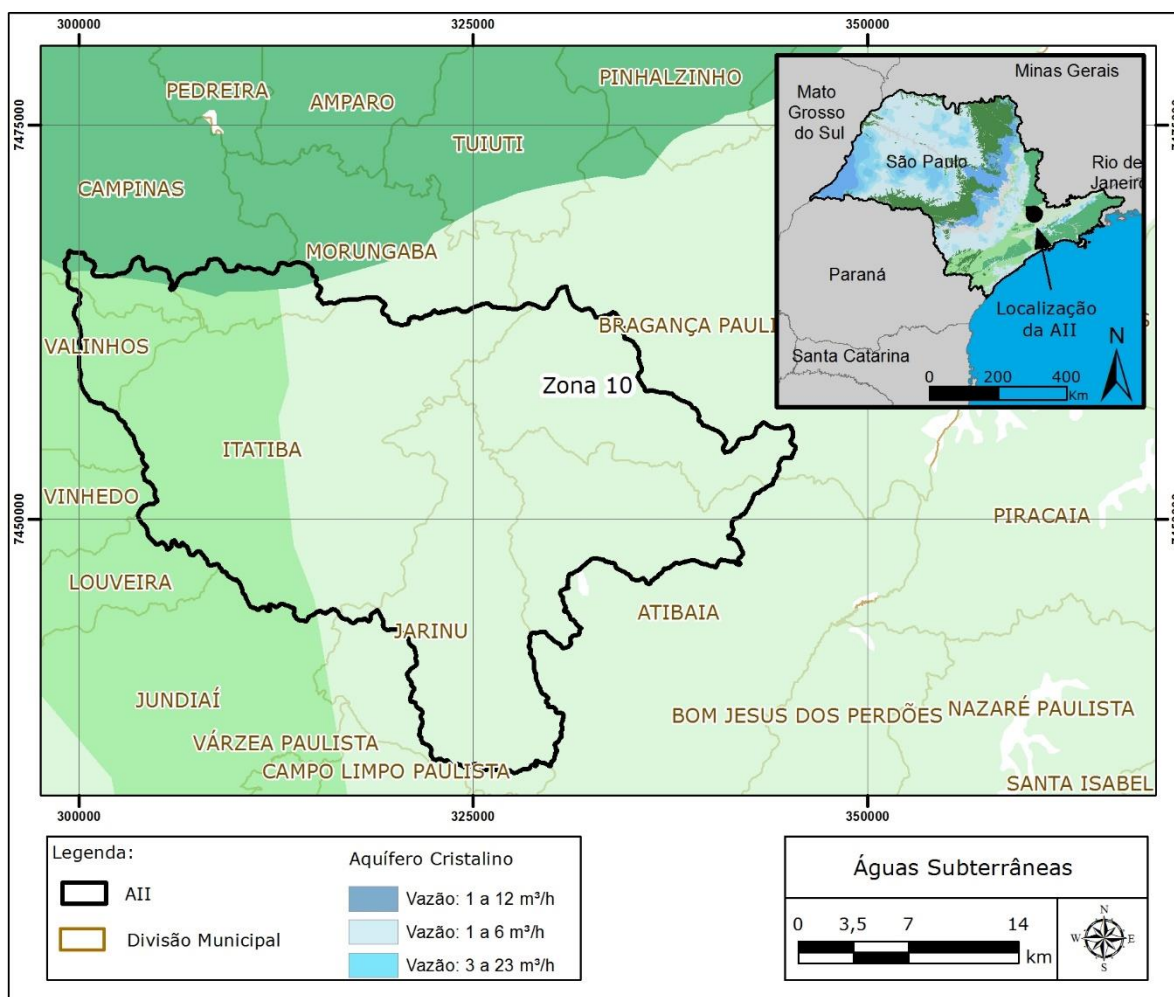 300000
325000
350000
PEDREIRA
AMPARO
PINHALZINHO
TUIUTI
CAMPINAS
MORUNGABA
7475000
VALINHOS
BRAGANÇA PAULI
Zona 10
ITATIBA
VINHEDO
7450000
PIRACAIA
LOUVEIRA
ATIBAIA
JARINU
JUNDIAÍ
BOM JESUS DOS PERDÕES
NAZARÉ PAULISTA
VÁRZEA PAULISTA
CAMPO LIMPO PAULISTA
SANTA ISABEL
300000
325000
350000
Minas Gerais
Mato
Grosso
do Sul
São Paulo
Rio de
Janeiro
Paraná
Localização
da AII
Santa Catarina
N
0 200 400
Km
Legenda:
AII
Divisão Municipal
Aquífero Cristalino
Vazão: 1 a 12 m³/h
Vazão: 1 a 6 m³/h
Vazão: 3 a 23 m³/h
Águas Subterrâneas
0 3,5 7 14
km
N
W E
S